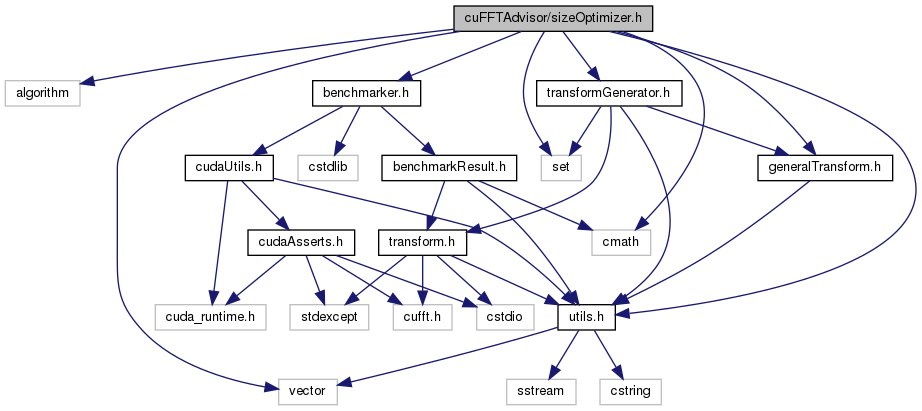 cuFFTAdvisor/sizeOptimizer.h
algorithm
benchmarker.h
transformGenerator.h
cudaUtils.h
cstdlib
benchmarkResult.h
set
generalTransform.h
cudaAsserts.h
transform.h
cmath
cuda_runtime.h
stdexcept
cufft.h
cstdio
utils.h
vector
sstream
cstring